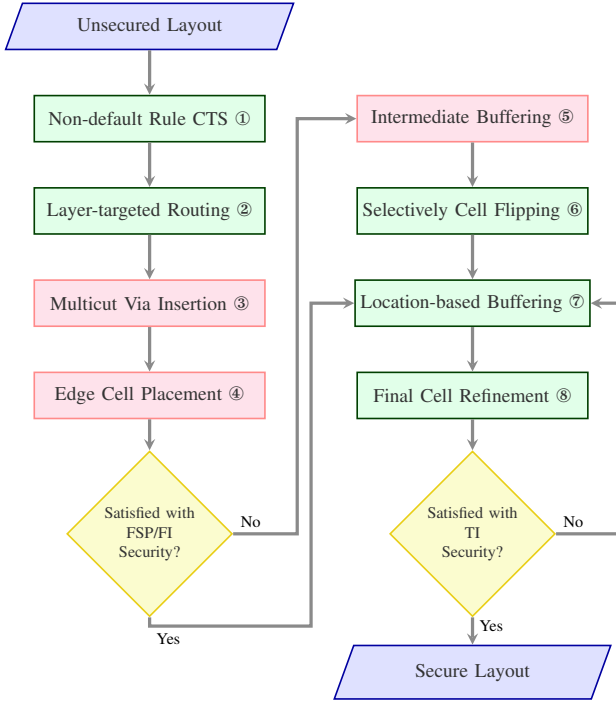 Unsecured Layout
Non-default Rule CTS ①
Layer-targeted Routing ②
Multicut Via Insertion ③
Edge Cell Placement ④
Satisfied with
FSP/FI
Security?
No
Yes
Intermediate Buffering ⑤
Selectively Cell Flipping ⑥
Location-based Buffering ⑦
Final Cell Refinement ⑧
Satisfied with
TI
Security?
No
Yes
Secure Layout